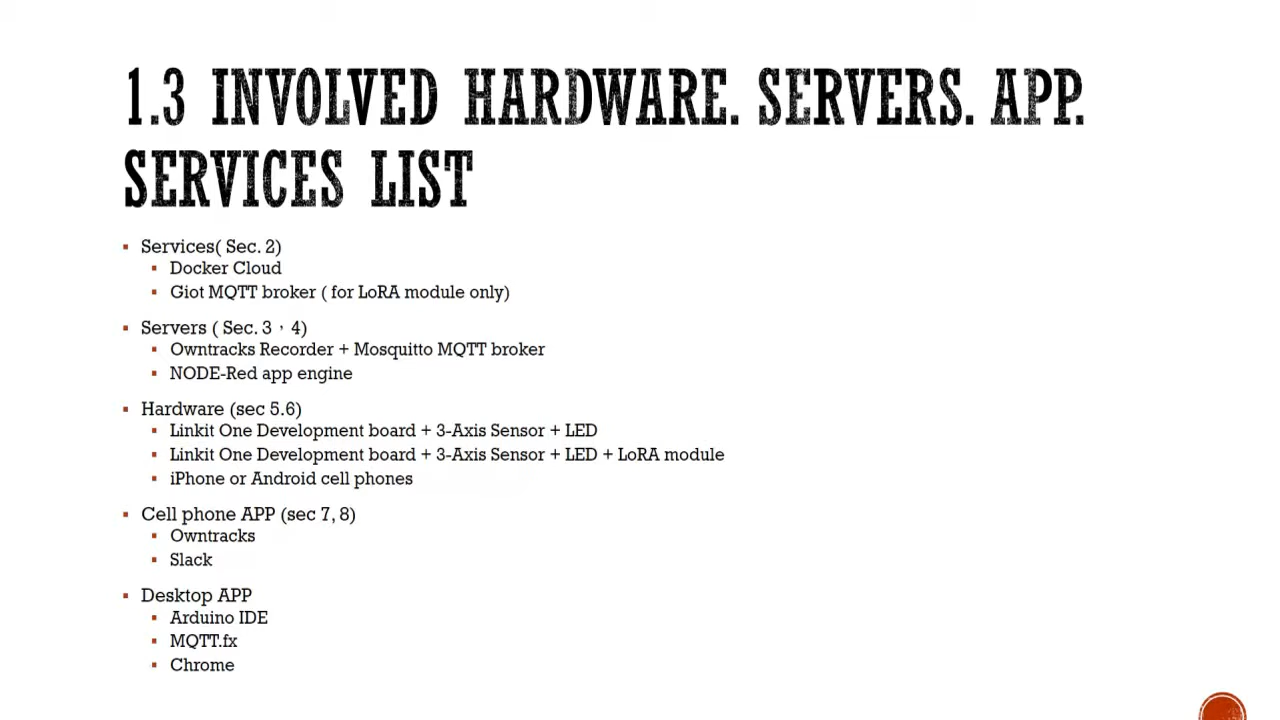 1.3 INVOLVED HARDWARE. SERVERS. APP.
SERVICES LIST
Services( Sec. 2)
Docker Cloud
Giot MQTT broker ( for LoRA module only)
Servers ( Sec. 3,4)
Owntracks Recorder + Mosquitto MQTT broker
NODE-Red app engine
Hardware (sec 5.6)
Linkit One Development board + 3-Axis Sensor + LED
Linkit One Development board + 3-Axis Sensor + LED + LoRA module
iPhone or Android cell phones
Cell phone APP (sec 7, 8)
Owntracks
Slack
Desktop APP
Arduino IDE
MQTT.fx
Chrome